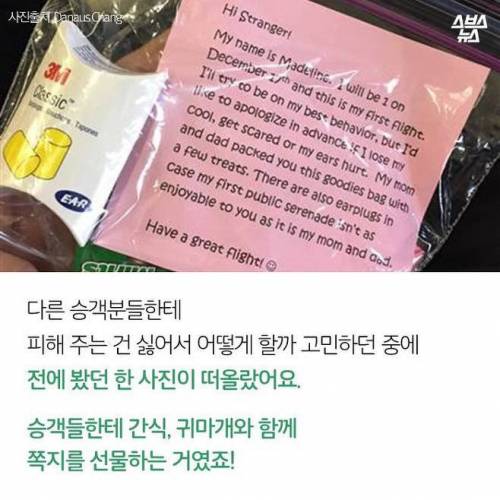 사진출처 Danaus Chang
스브스
뉴스
3M
Classic™
E·A·R
Hi Stranger!
My name is Madeline. I will be 1 on
December 17th and this is my first flight.
I'll try to be on my best behavior, but I'd
like to apologize in advance if I lose my
cool, get scared or my ears hurt. My mom
and dad packed you this goodies bag with
a few treats. There are also earplugs in
case my first public serenade isn't as
enjoyable to you as it is my mom and dad.
Have a great flight!
다른 승객분들한테
피해 주는 건 싫어서 어떻게 할까 고민하던 중에
전에 봤던 한 사진이 떠올랐어요.
승객들한테 간식, 귀마개와 함께
쪽지를 선물하는 거였죠!